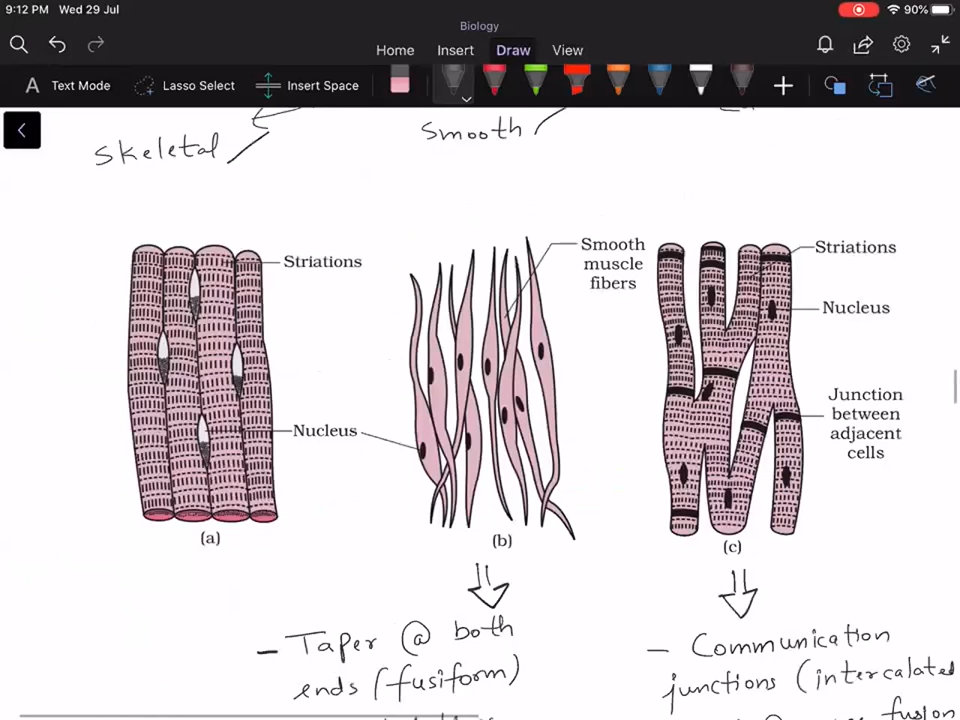 9:12 PM Wed 29 Jul
90%
Biology
Home Insert Draw View
Text Mode Lasso Select Insert Space
Skeletal
Smooth
Striations
Nucleus
(a)
Smooth
muscle
fibers
(b)
Striations
Nucleus
Junction
between
adjacent
cells
(c)
- Taper @ both
ends (fusiform)
- Communication
junctions (intercalated
fusion